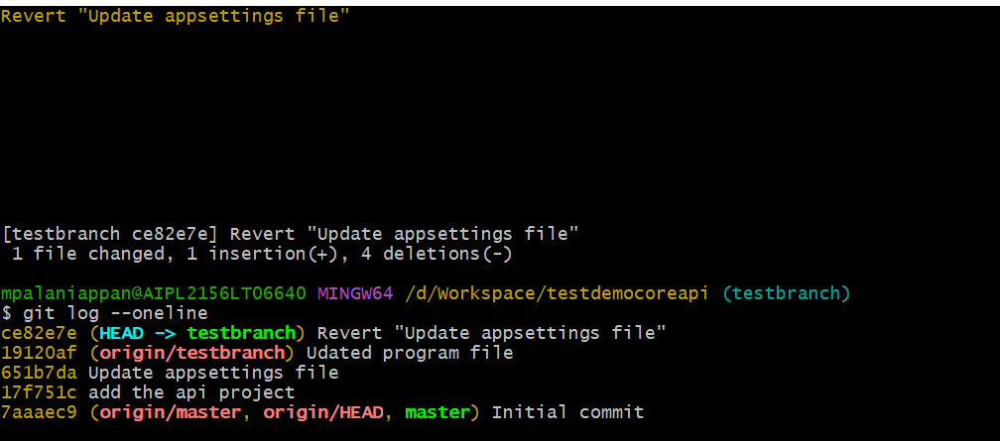 Revert "Update appsettings file"
[testbranch ce82e7e] Revert "Update appsettings file"
 1 file changed, 1 insertion(+), 4 deletions(-)
mpalaniappan@AIPL2156LT06640 MINGW64 /d/Workspace/testdemocoreapi (testbranch)
$ git log --oneline
ce82e7e (HEAD -> testbranch) Revert "Update appsettings file"
19120af (origin/testbranch) Udated program file
651b7da Update appsettings file
17f751c add the api project
7aaaec9 (origin/master, origin/HEAD, master) Initial commit